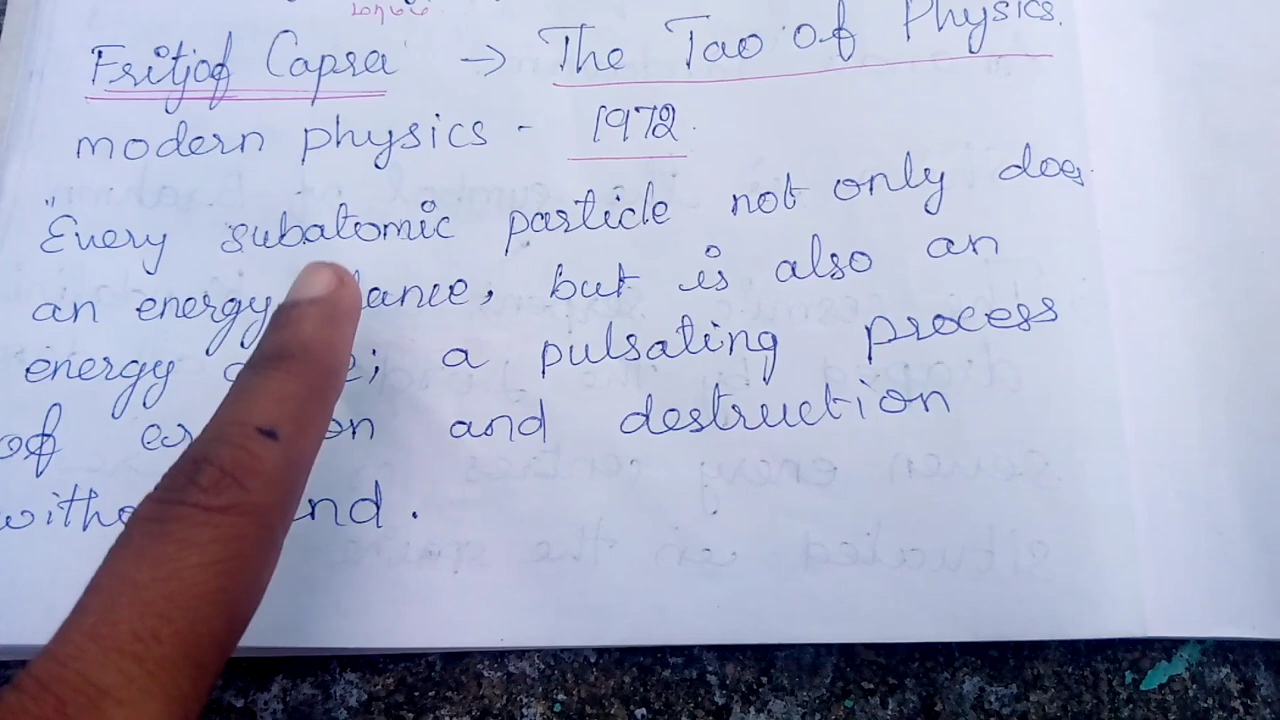 Fritjof Capra → The Tao of Physics.
modern physics - 1972.
"Every subatomic particle not only does
an energy dance, but is also an
energy; a pulsating process
of and destruction